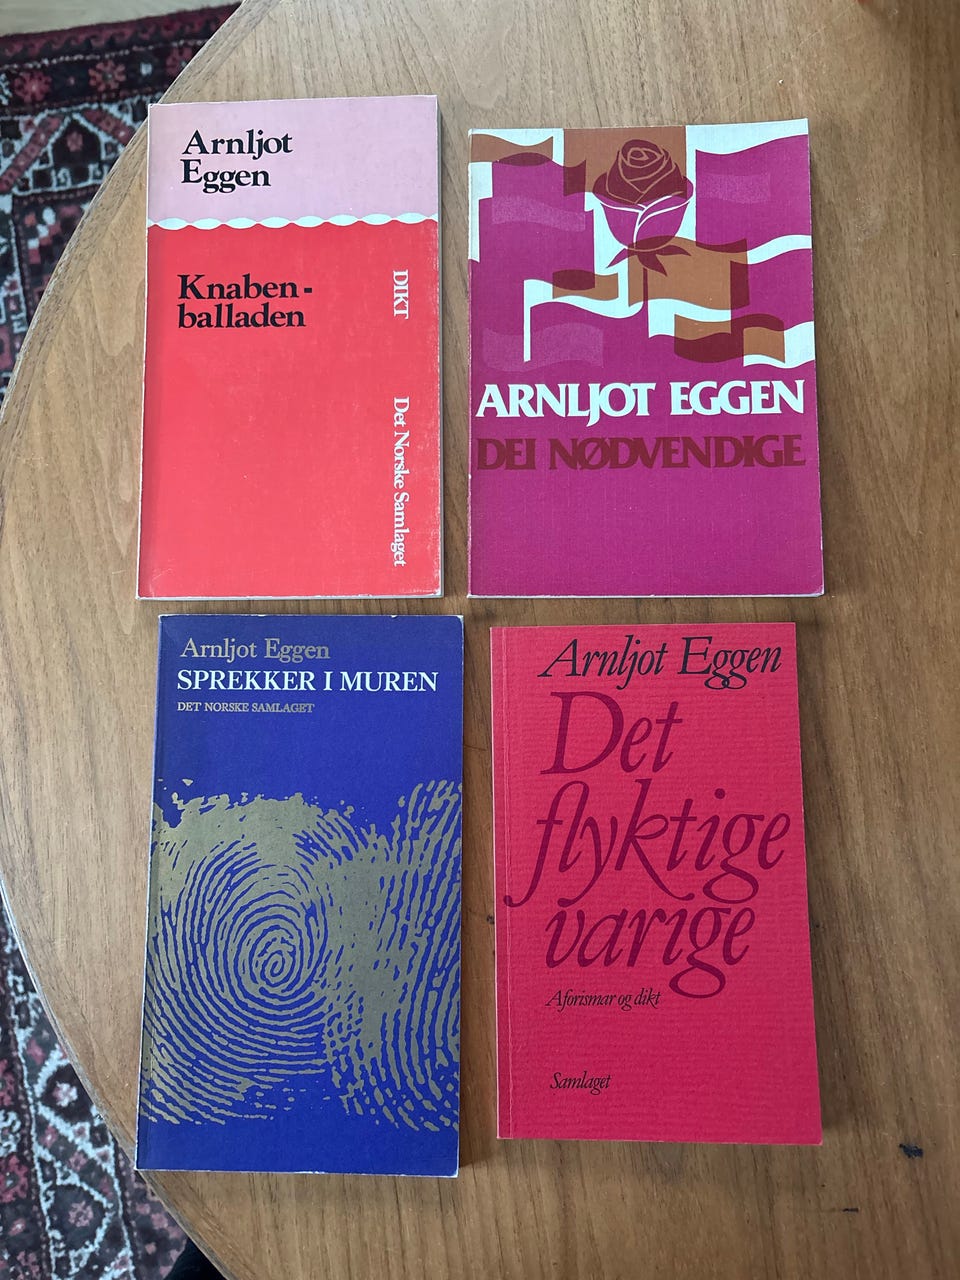 Arnljot
Eggen
Knaben-
balladen
DIKT
Det Norske Samlaget
ARNLJOT EGGEN
DEI NØDVENDIGE
Arnljot Eggen
SPREKKER I MUREN
DET NORSKE SAMLAGET
Arnljot Eggen
Det
flyktige
varige
Aforismar og dikt
Samlaget